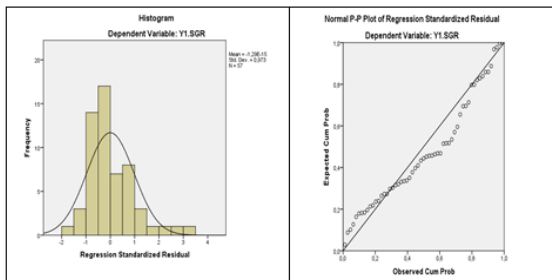 Histogram
Dependent Variable: Y1.SGR
Mean = -1,29E-15
Std. Dev. = 0,973
N = 57
Frequency
20
15
10
5
0
-2 -1 0 1 2 3 4
Regression Standardized Residual
Normal P-P Plot of Regression Standardized Residual
Dependent Variable: Y1.SGR
Expected Cum Prob
1,0
0,8
0,6
0,4
0,2
0,0
0,0 0,2 0,4 0,6 0,8 1,0
Observed Cum Prob